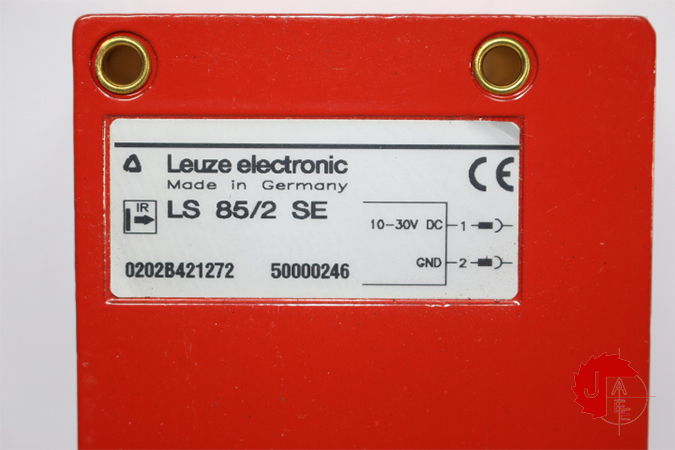 Leuze electronic
Made in Germany
CE
IR
LS 85/2 SE
10-30V DC 1
GND 2
0202B421272 50000246
J